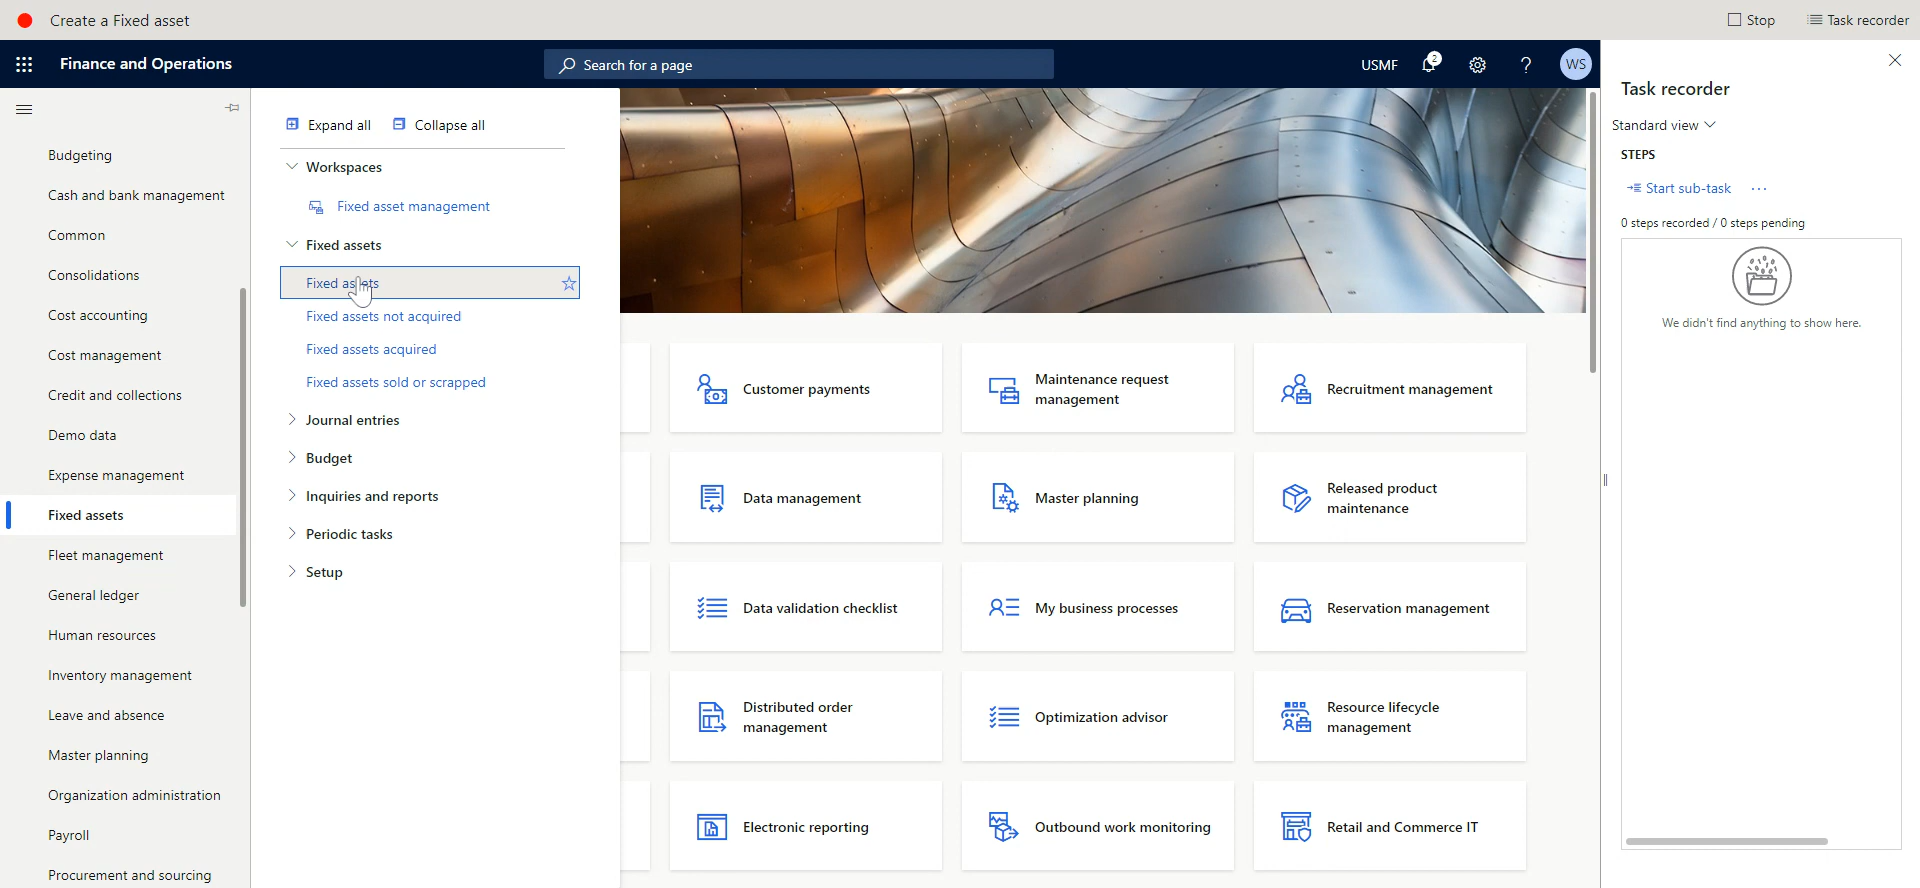 Create a Fixed asset
Stop
Task recorder
Finance and Operations
Search for a page
USMF
2
?
WS
Budgeting
Cash and bank management
Common
Consolidations
Cost accounting
Cost management
Credit and collections
Demo data
Expense management
Fixed assets
Fleet management
General ledger
Human resources
Inventory management
Leave and absence
Master planning
Organization administration
Payroll
Procurement and sourcing
Expand all
Collapse all
Workspaces
Fixed asset management
Fixed assets
Fixed assets
Fixed assets not acquired
Fixed assets acquired
Fixed assets sold or scrapped
Journal entries
Budget
Inquiries and reports
Periodic tasks
Setup
Customer payments
Maintenance request
management
Recruitment management
Data management
Master planning
Released product
maintenance
Data validation checklist
My business processes
Reservation management
Distributed order
management
Optimization advisor
Resource lifecycle
management
Electronic reporting
Outbound work monitoring
Retail and Commerce IT
Task recorder
Standard view
STEPS
Start sub-task
...
0 steps recorded / 0 steps pending
We didn't find anything to show here.